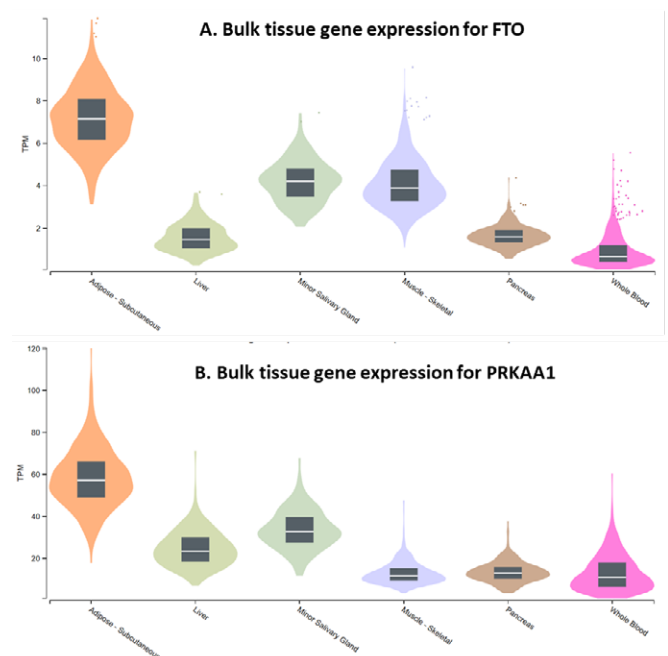 A. Bulk tissue gene expression for FTO
10
8
6
4
2
TPM
Adipose - Subcutaneous
Liver
Minor Salivary Gland
Muscle - Skeletal
Pancreas
Whole Blood
B. Bulk tissue gene expression for PRKAA1
120
100
80
60
40
20
TPM
Adipose - Subcutaneous
Liver
Minor Salivary Gland
Muscle - Skeletal
Pancreas
Whole Blood